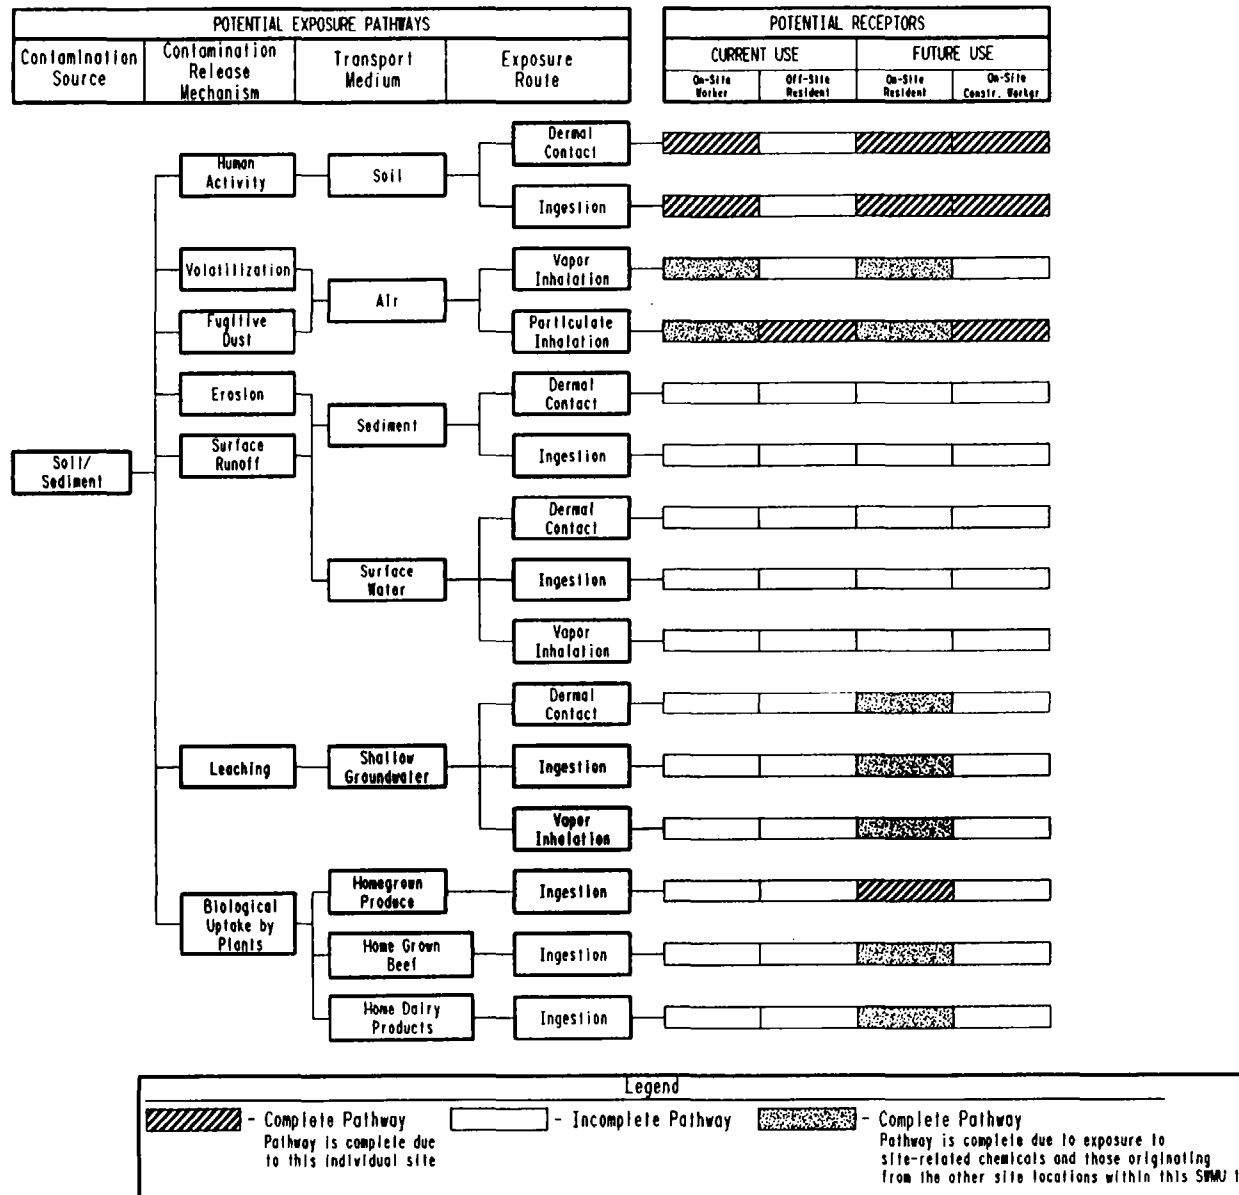 POTENTIAL EXPOSURE PATHWAYS
Contamination
Source
Contamination
Release
Mechanism
Transport
Medium
Exposure
Route
POTENTIAL RECEPTORS
CURRENT USE
FUTURE USE
On-Site
Worker
Off-Site
Resident
On-Site
Resident
On-Site
Constr. Worker
Soil/
Sediment
Human
Activity
Soil
Dermal
Contact
Ingestion
Volatilization
Fugitive
Dust
Air
Vapor
Inhalation
Particulate
Inhalation
Erosion
Surface
Runoff
Sediment
Dermal
Contact
Ingestion
Surface
Water
Dermal
Contact
Ingestion
Vapor
Inhalation
Leaching
Shallow
Groundwater
Dermal
Contact
Ingestion
Vapor
Inhalation
Biological
Uptake by
Plants
Homegrown
Produce
Ingestion
Home Grown
Beef
Ingestion
Home Dairy
Products
Ingestion
Legend
- Complete Pathway
Pathway is complete due
to this individual site
- Incomplete Pathway
- Complete Pathway
Pathway is complete due to exposure to
site-related chemicals and those originating
from the other site locations within this SWMU